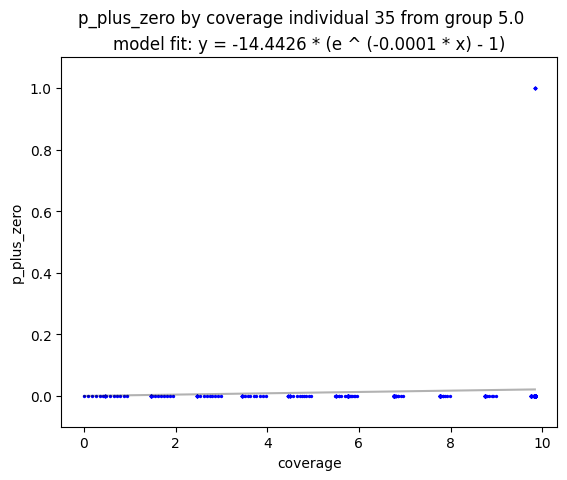 p_plus_zero by coverage individual 35 from group 5.0
model fit: y = -14.4426 * (e ^ (-0.0001 * x) - 1)
1.0
0.8
0.6
0.4
0.2
0.0
p_plus_zero
0 2 4 6 8 10
coverage